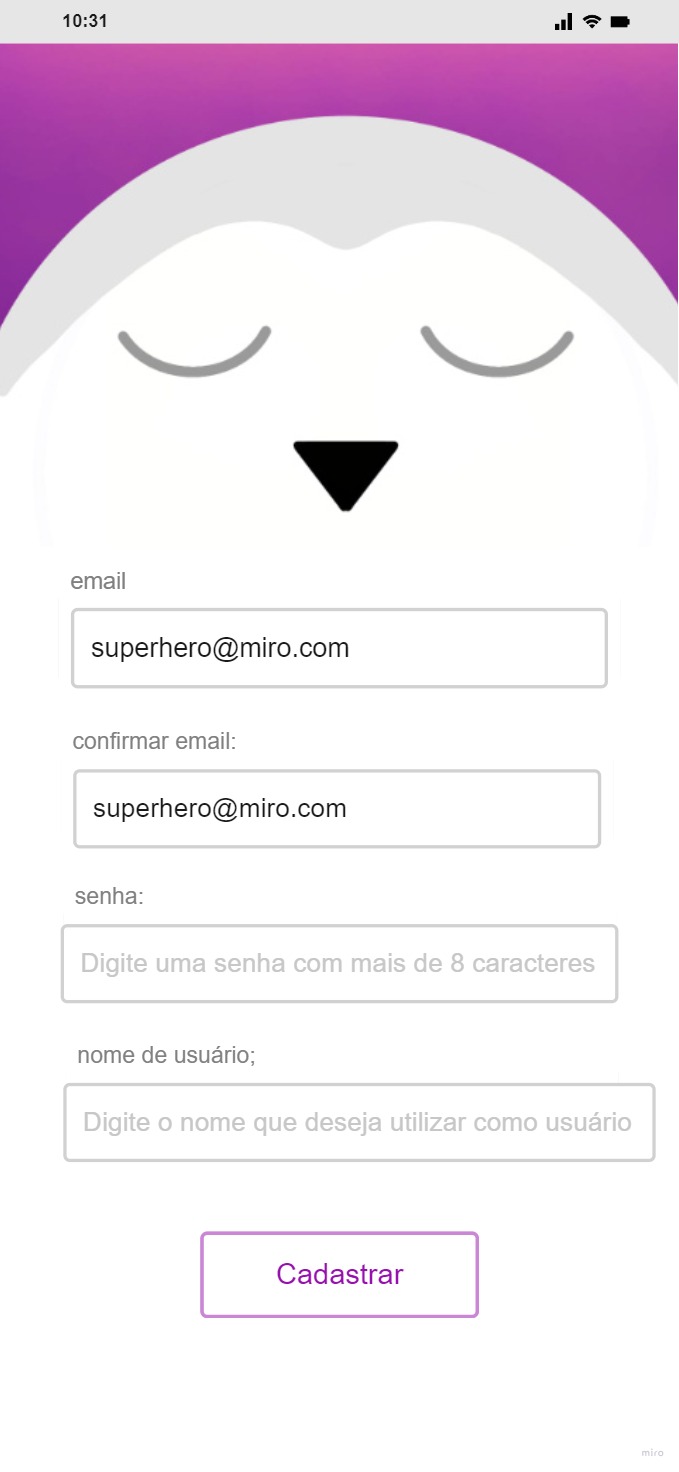 10:31
email
superhero@miro.com
confirmar email:
superhero@miro.com
senha:
Digite uma senha com mais de 8 caracteres
nome de usuário;
Digite o nome que deseja utilizar como usuário
Cadastrar
miro